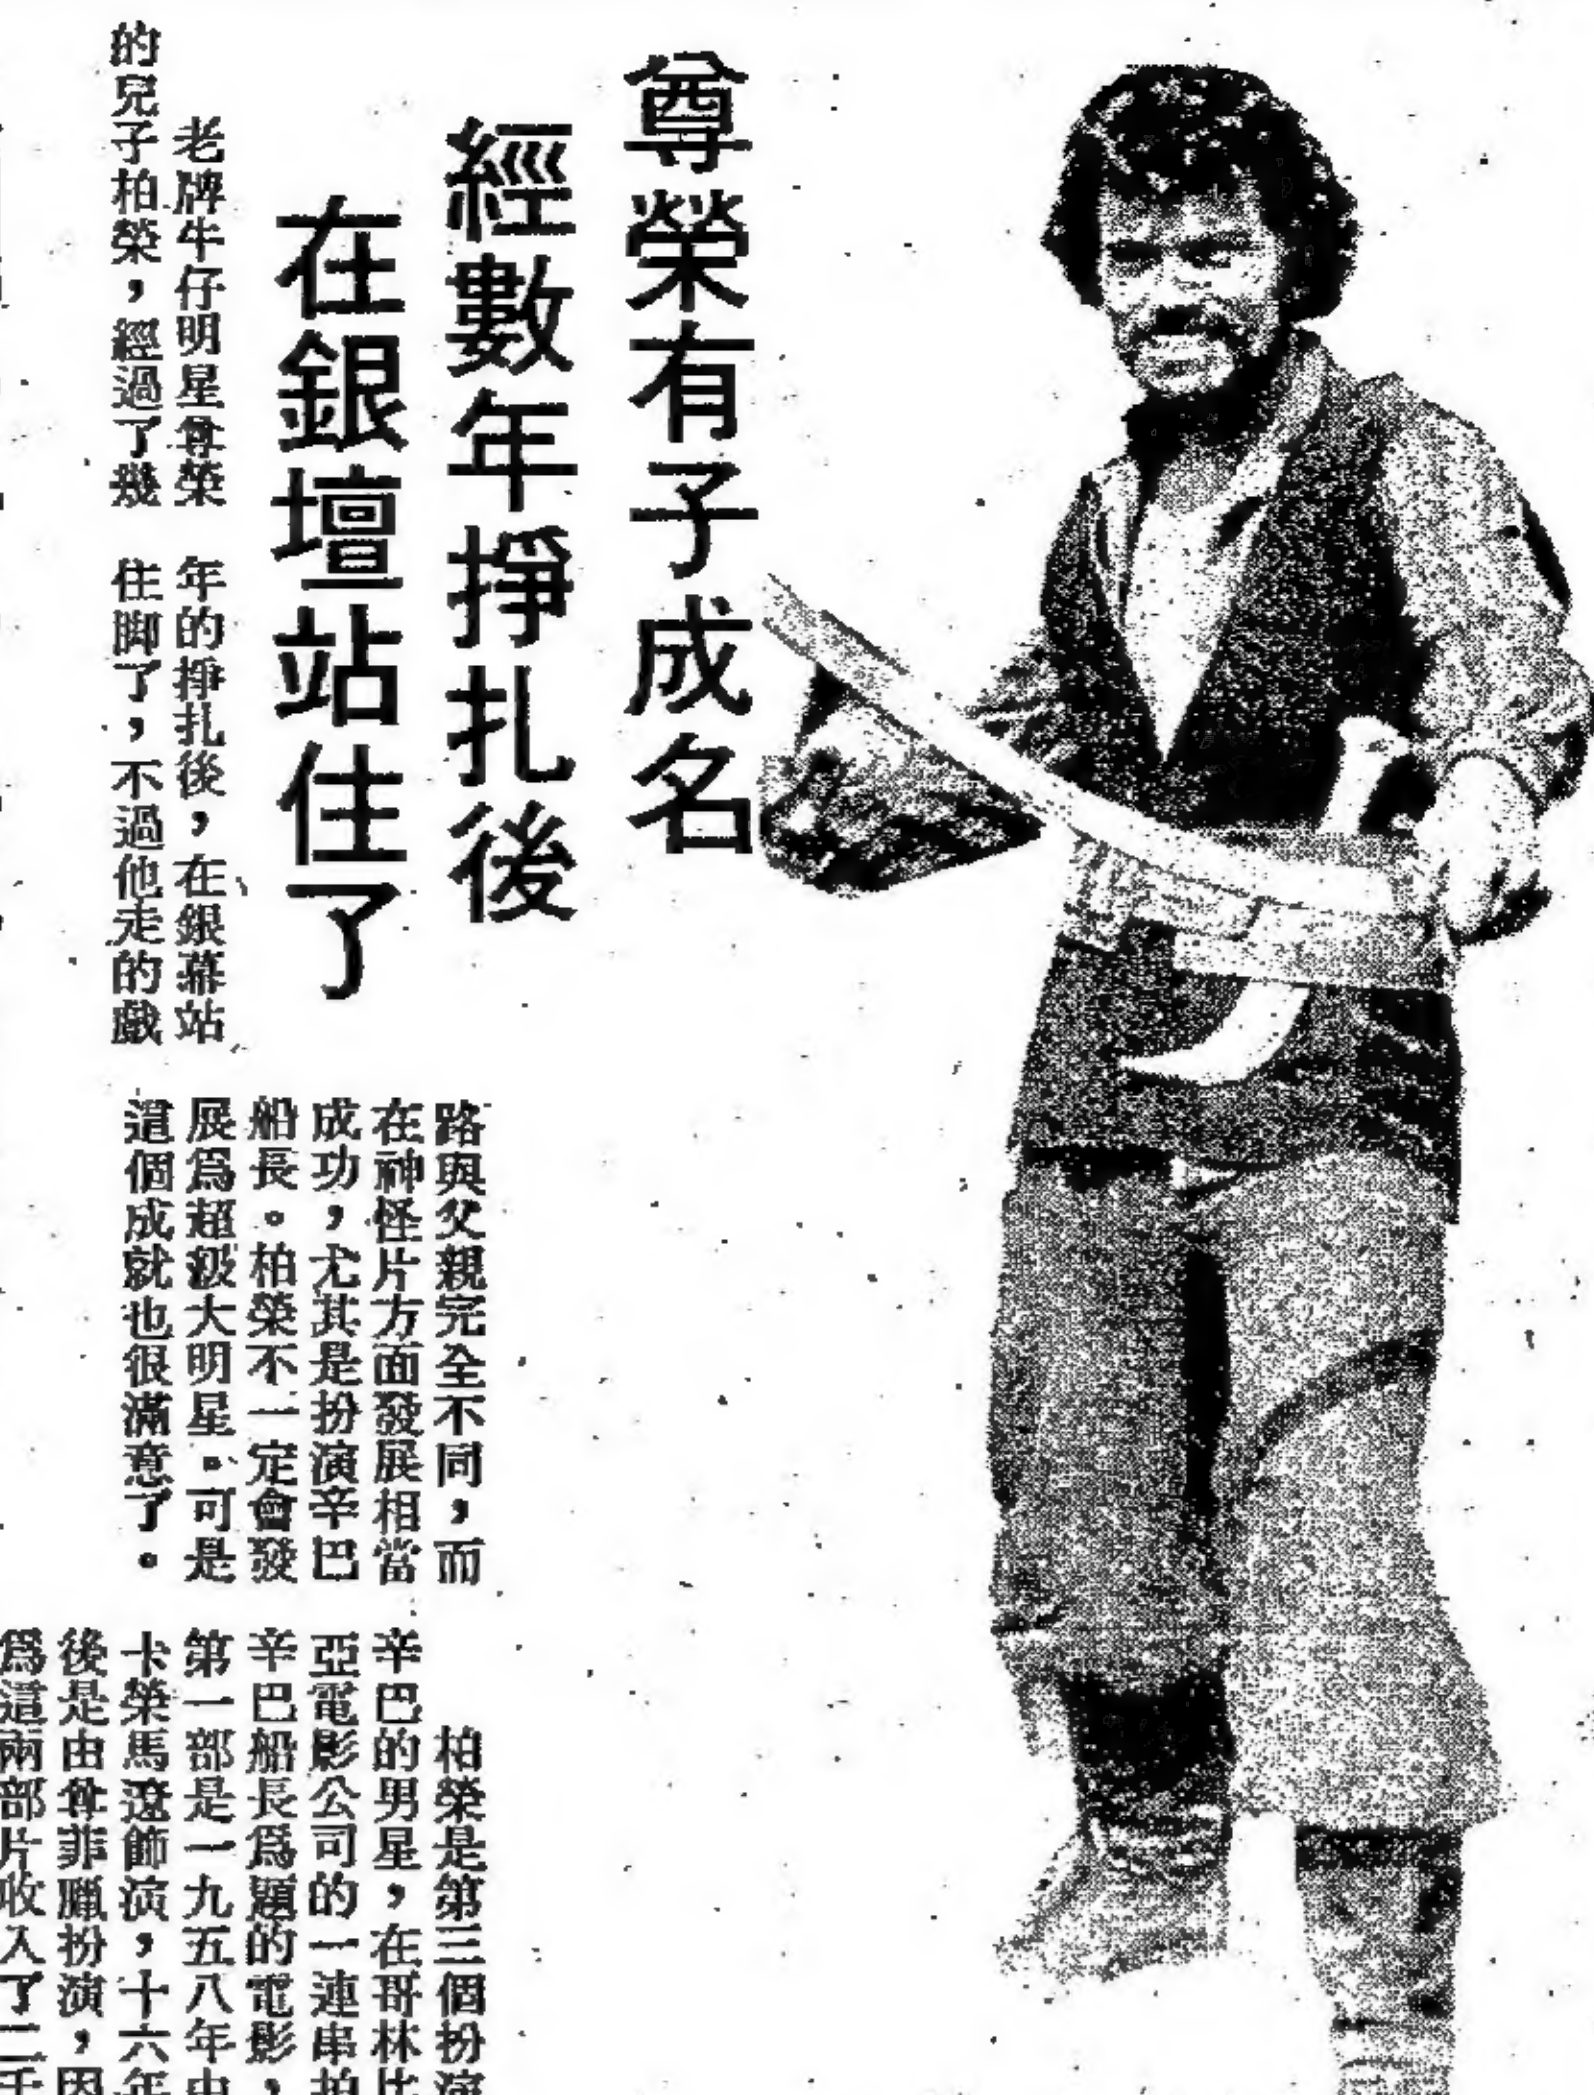 尊榮有子成名
經數年掙扎後
在銀壇站住了
老牌牛仔明星尊榮
的兒子柏榮，經過了幾
年的掙扎後，在銀幕站
住脚了，不過他走的戲
路與父親完全不同，而
在神怪片方面發展相當
成功，尤其是扮演辛巴
船長。柏榮不一定會發
展爲超級大明星。可是
這個成就也很滿意了。
柏榮是第三個扮演
辛巴的男星，在哥林比
亞電影公司的一連串拍
辛巴船長爲題的電影，
第一部是一九五八年由
卡榮馬遼飾演，十六年
後是由尊菲臘扮演，因
爲這兩部片收入了二千